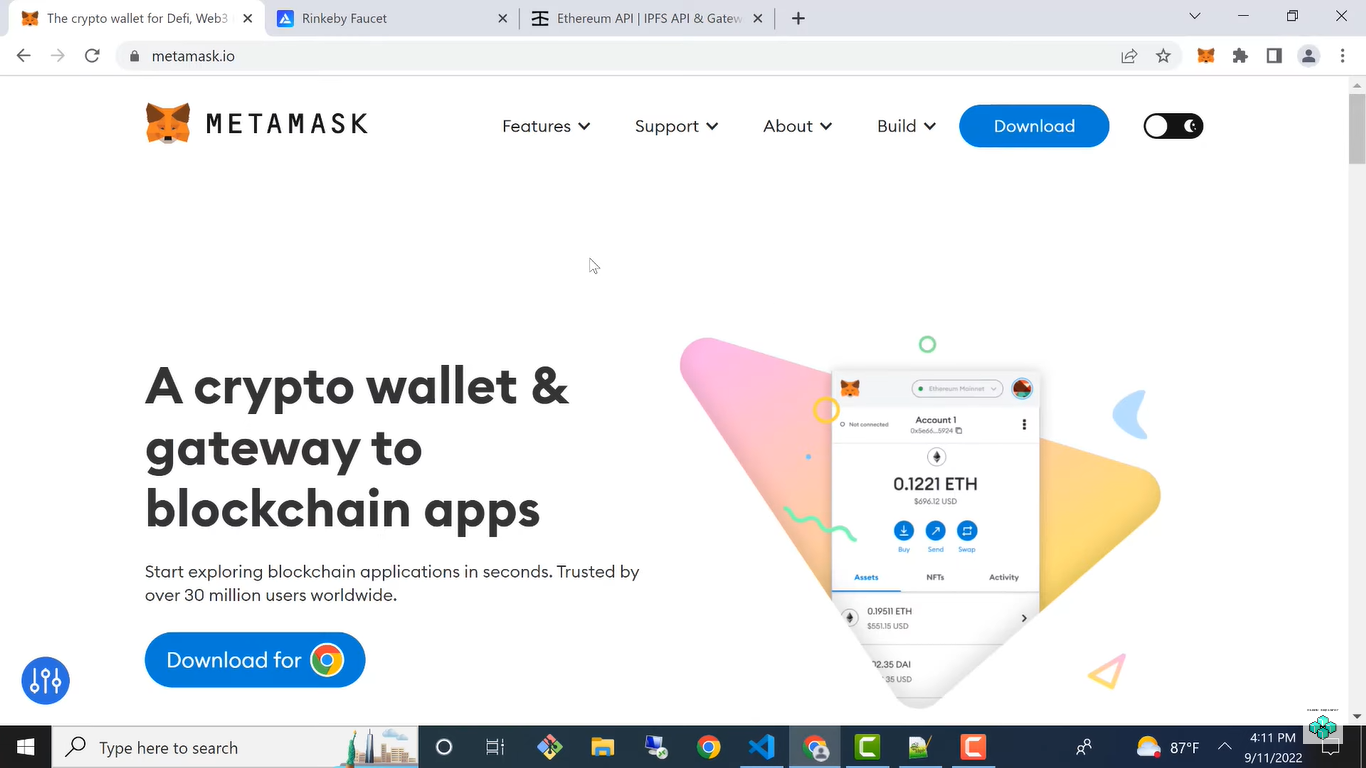 The crypto wallet for Defi, Web3
Rinkeby Faucet
Ethereum API | IPFS API & Gatew
metamask.io
METAMASK
Features
Support
About
Build
Download
A crypto wallet &
gateway to
blockchain apps
Start exploring blockchain applications in seconds. Trusted by
over 30 million users worldwide.
Download for
Ethereum Mainnet
Not connected
Account 1
0x5e66...5924
0.1221 ETH
$696.12 USD
Buy
Send
Swap
Assets
NFTs
Activity
0.19511 ETH
$551.15 USD
02.35 DAI
.35 USD
Type here to search
87°F
4:11 PM
9/11/2022